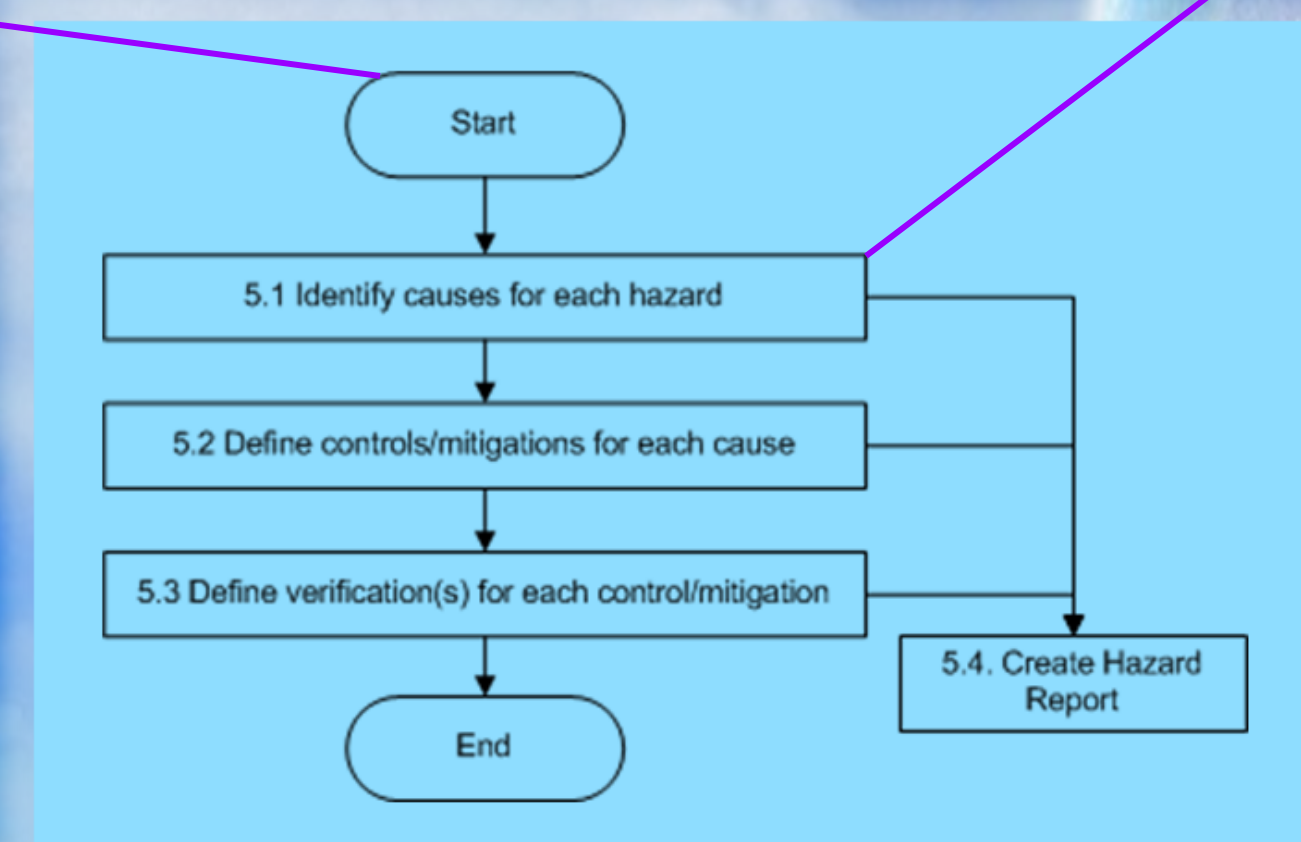 Start
5.1 Identify causes for each hazard
5.2 Define controls/mitigations for each cause
5.3 Define verification(s) for each control/mitigation
5.4. Create Hazard
Report
End